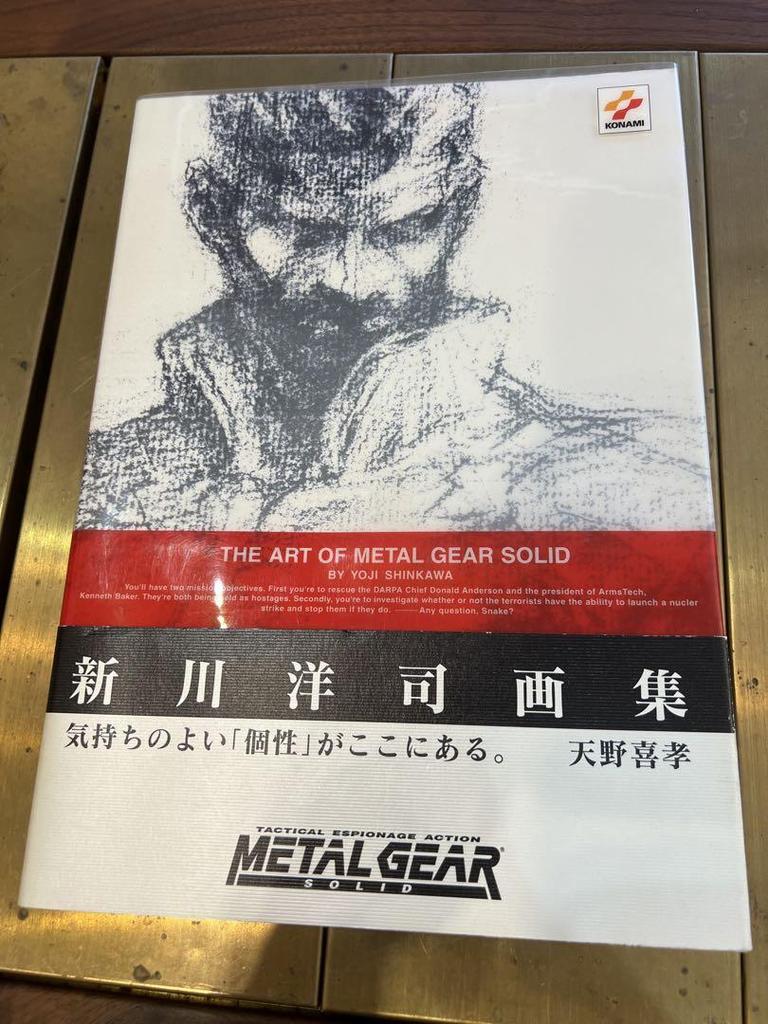 KONAMI
THE ART OF METAL GEAR SOLID
BY YOJI SHINKAWA
You'll have two mission objectives. First you're to rescue the DARPA Chief Donald Anderson and the president of ArmsTech,
Kenneth Baker. They're both being held as hostages. Secondly, you're to investigate whether or not the terrorists have the ability to launch a nucler
strike and stop them if they do. ——Any question, Snake?
新川洋司画集
気持ちのよい「個性」がここにある。 天野喜孝
TACTICAL ESPIONAGE ACTION
METAL GEAR®
SOLID